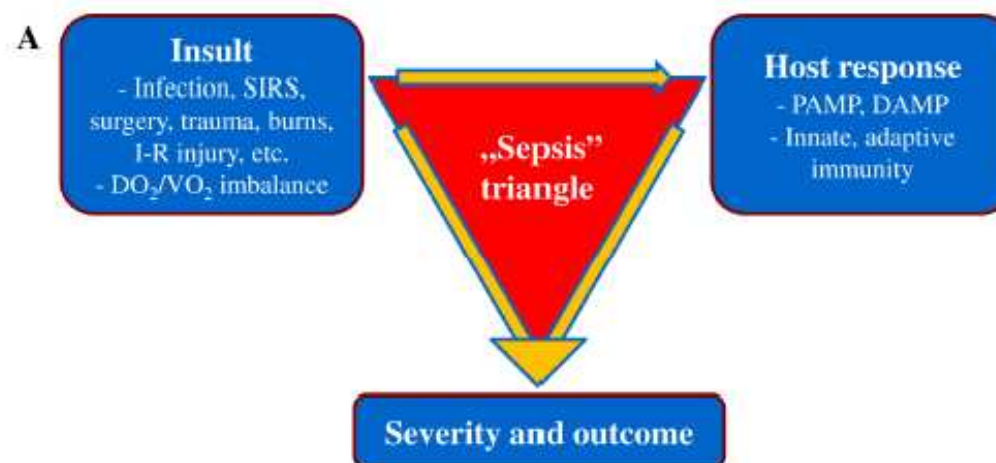 A
Insult
- Infection, SIRS,
surgery, trauma, burns,
I-R injury, etc.
- DO₂/VO₂ imbalance
„Sepsis”
triangle
Host response
- PAMP, DAMP
- Innate, adaptive
immunity
Severity and outcome